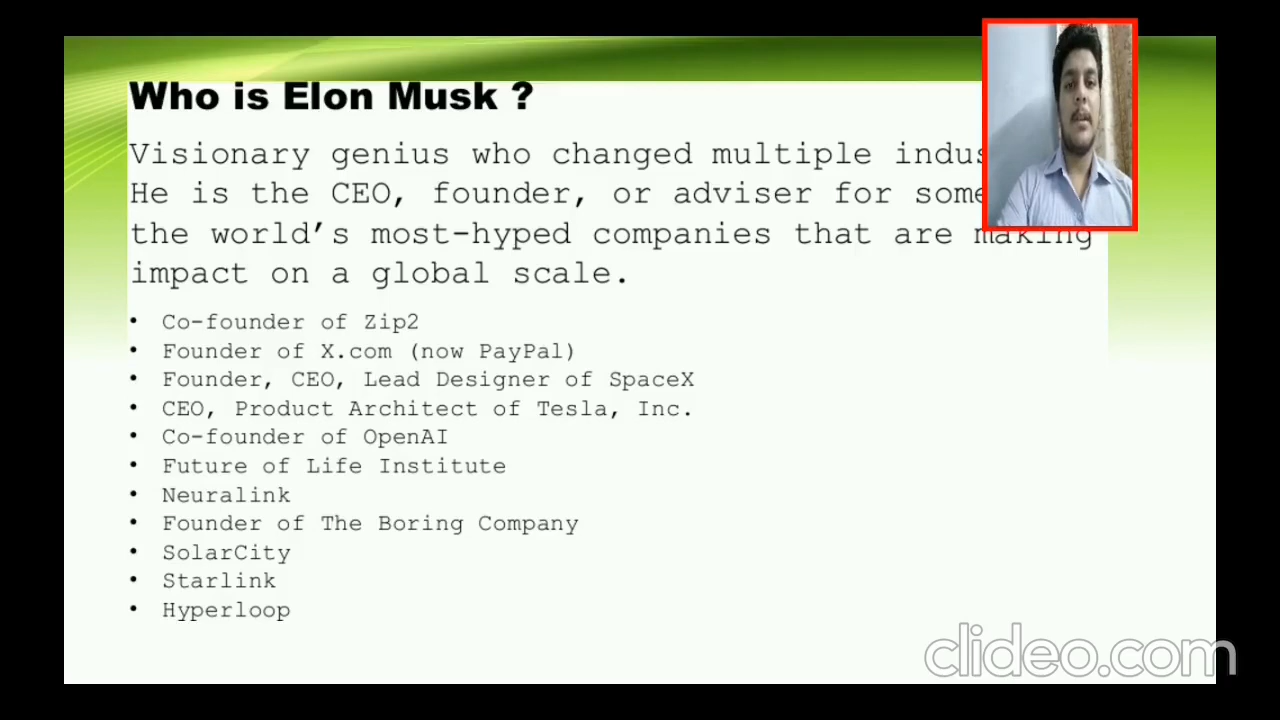 Who is Elon Musk ?
Visionary genius who changed multiple
He is the CEO, founder, or adviser for some
the world’s most-hyped companies that are making
impact on a global scale.
• Co-founder of Zip2
• Founder of X.com (now PayPal)
• Founder, CEO, Lead Designer of SpaceX
• CEO, Product Architect of Tesla, Inc.
• Co-founder of OpenAI
• Future of Life Institute
• Neuralink
• Founder of The Boring Company
• SolarCity
• Starlink
• Hyperloop
clideo.com